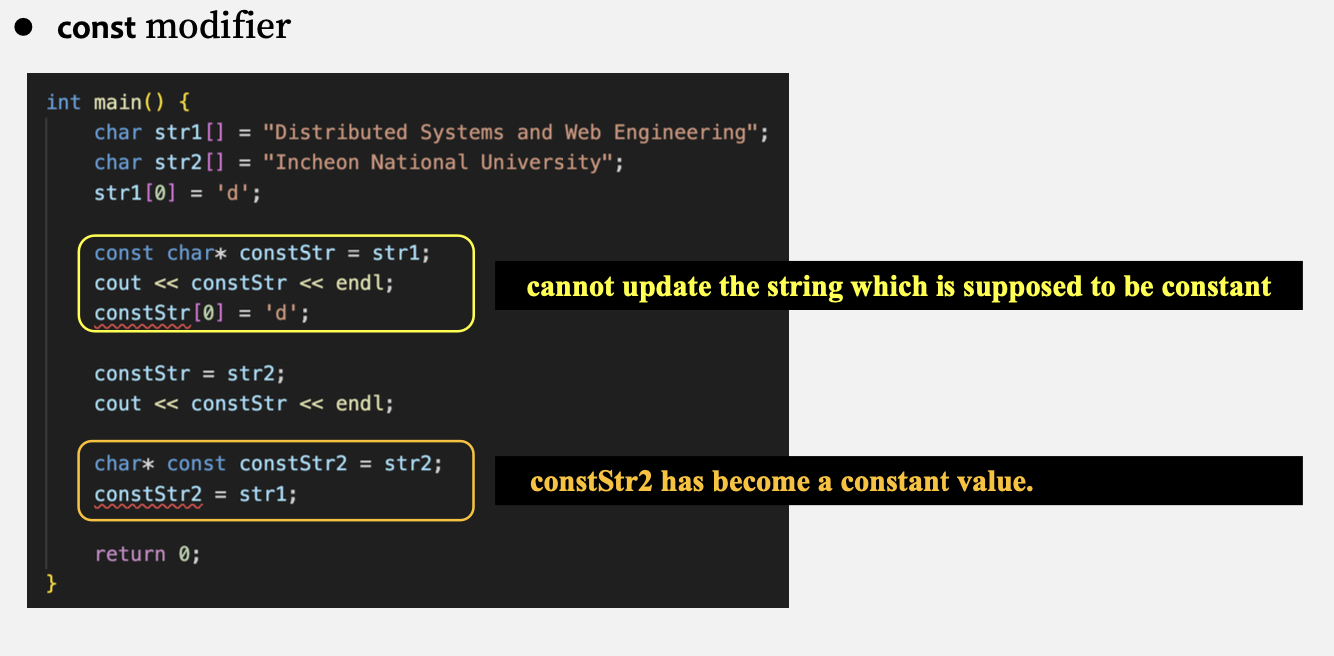 ● const modifier
int main() {
char str1[] = "Distributed Systems and Web Engineering";
char str2[] = "Incheon National University";
str1[0] = 'd';
const char* constStr = str1;
cout << constStr << endl;
constStr[0] = 'd';
cannot update the string which is supposed to be constant
constStr = str2;
cout << constStr << endl;
char* const constStr2 = str2;
constStr2 = str1;
constStr2 has become a constant value.
return 0;
}